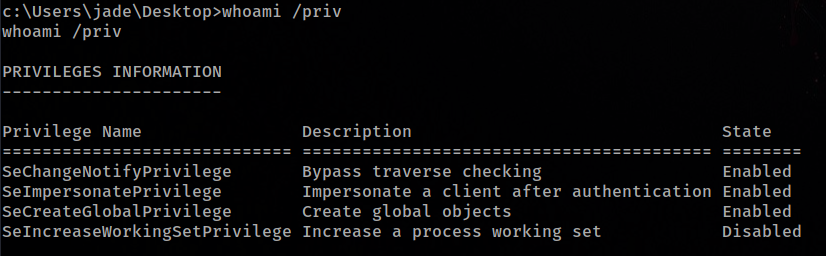 c:\Users\jade\Desktop>whoami /priv
whoami /priv
PRIVILEGES INFORMATION
----------------------
Privilege Name                Description                               State
============================= ========================================= ========
SeChangeNotifyPrivilege       Bypass traverse checking                  Enabled
SeImpersonatePrivilege        Impersonate a client after authentication Enabled
SeCreateGlobalPrivilege       Create global objects                     Enabled
SeIncreaseWorkingSetPrivilege Increase a process working set            Disabled